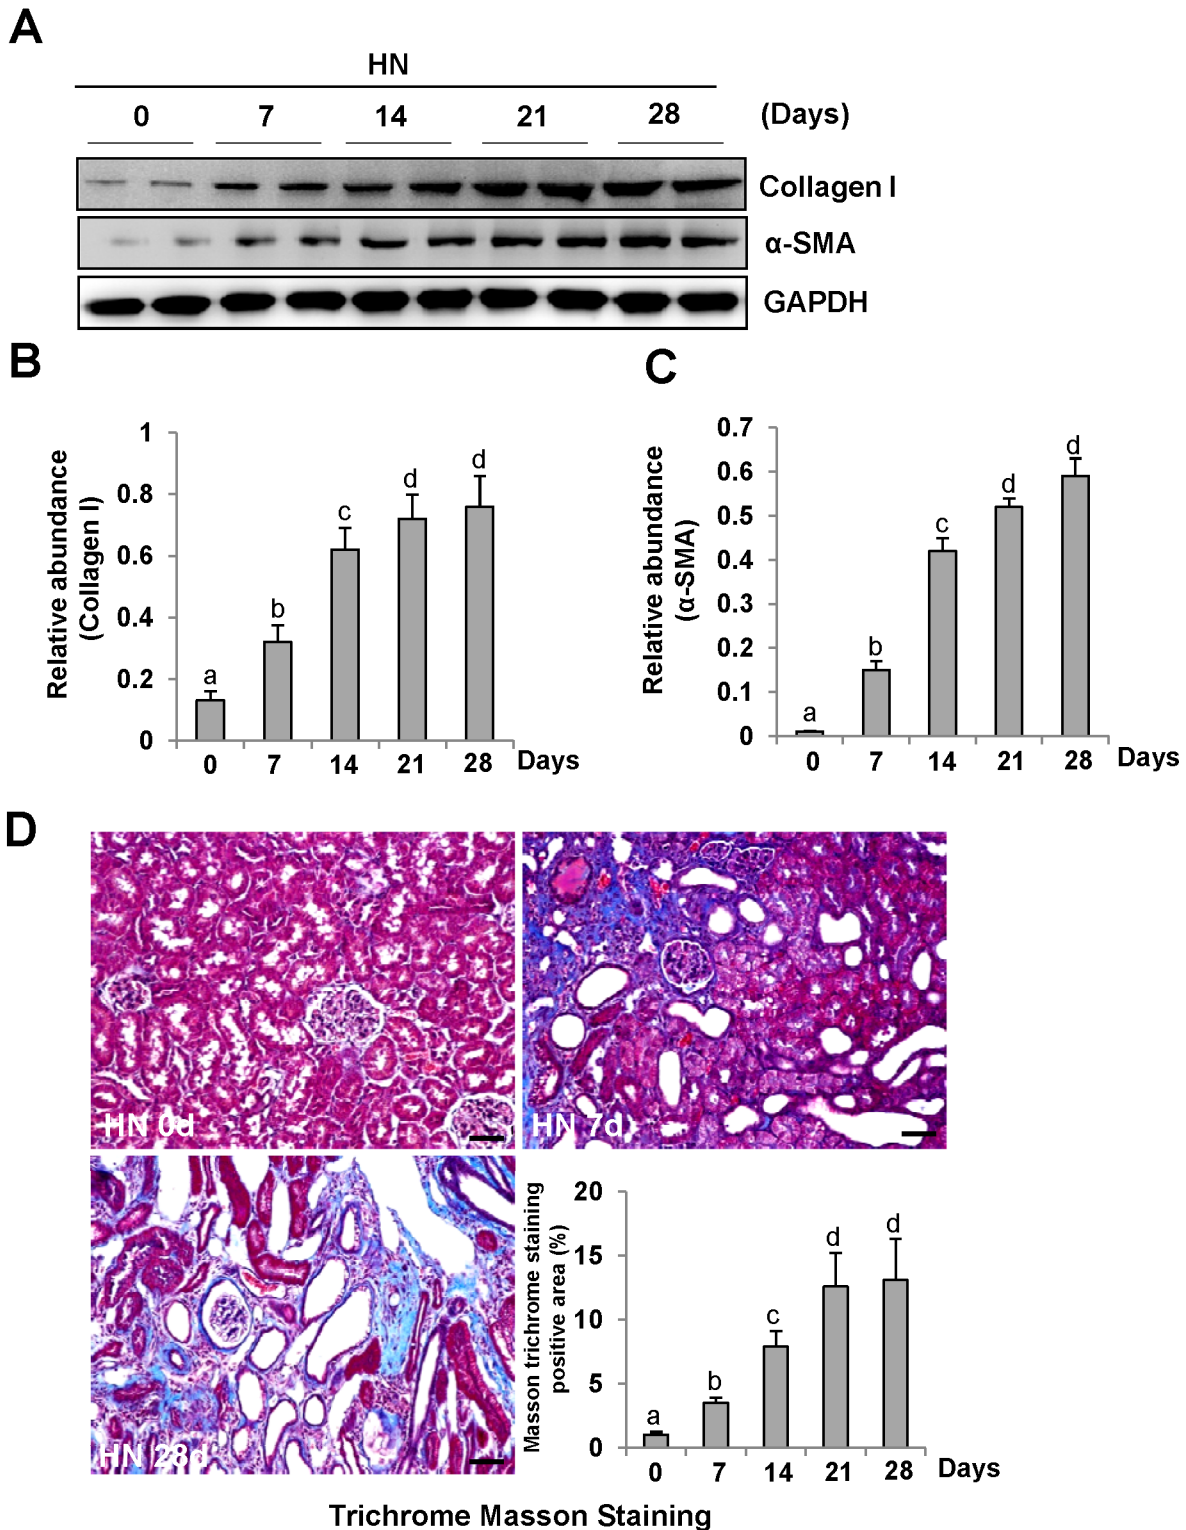 A
HN
0 7 14 21 28 (Days)
Collagen I
α-SMA
GAPDH
B
Relative abundance
(Collagen I)
1
0.8
0.6
0.4
0.2
0
a b c d d
0 7 14 21 28 Days
C
Relative abundance
(α-SMA)
0.7
0.6
0.5
0.4
0.3
0.2
0.1
0
a b c d d
0 7 14 21 28 Days
D
HN 0d
HN 7d
HN 28d
Masson trichrome staining
positive area (%)
20
15
10
5
0
a b c d d
0 7 14 21 28 Days
Trichrome Masson Staining